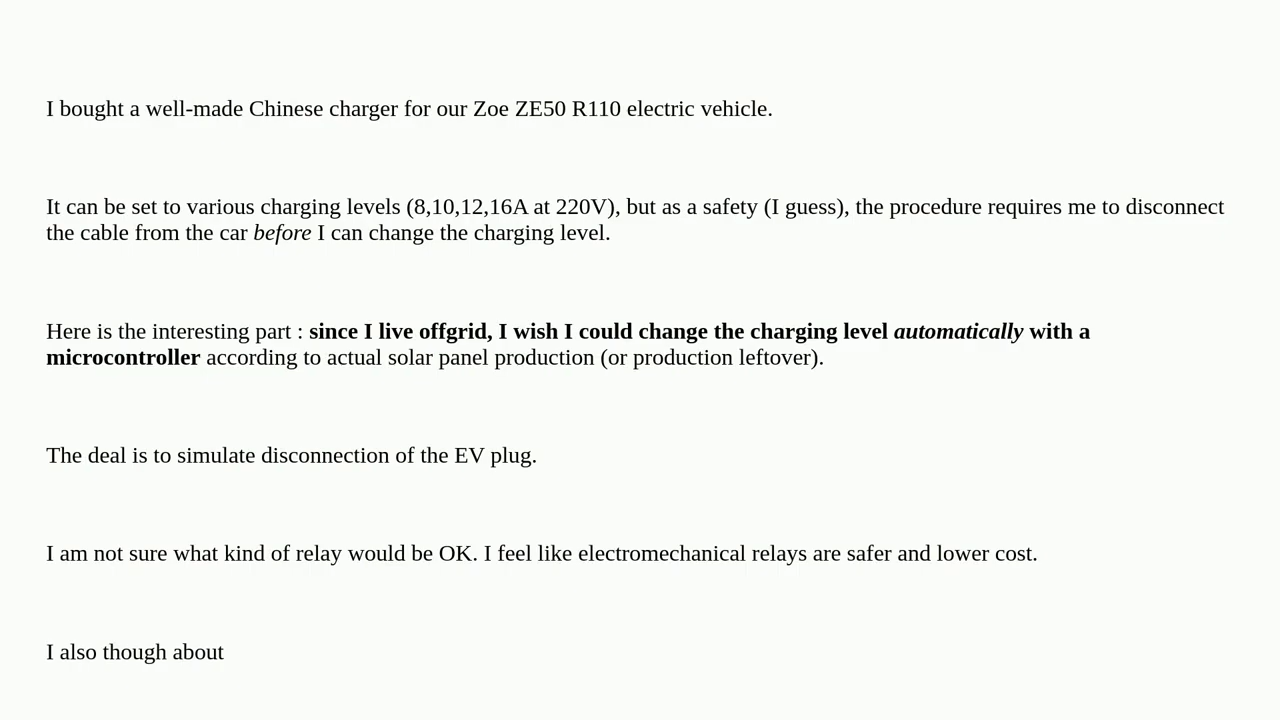 I bought a well-made Chinese charger for our Zoe ZE50 R110 electric vehicle.
It can be set to various charging levels (8,10,12,16A at 220V), but as a safety (I guess), the procedure requires me to disconnect
the cable from the car before I can change the charging level.
Here is the interesting part : since I live offgrid, I wish I could change the charging level automatically with a
microcontroller according to actual solar panel production (or production leftover).
The deal is to simulate disconnection of the EV plug.
I am not sure what kind of relay would be OK. I feel like electromechanical relays are safer and lower cost.
I also though about